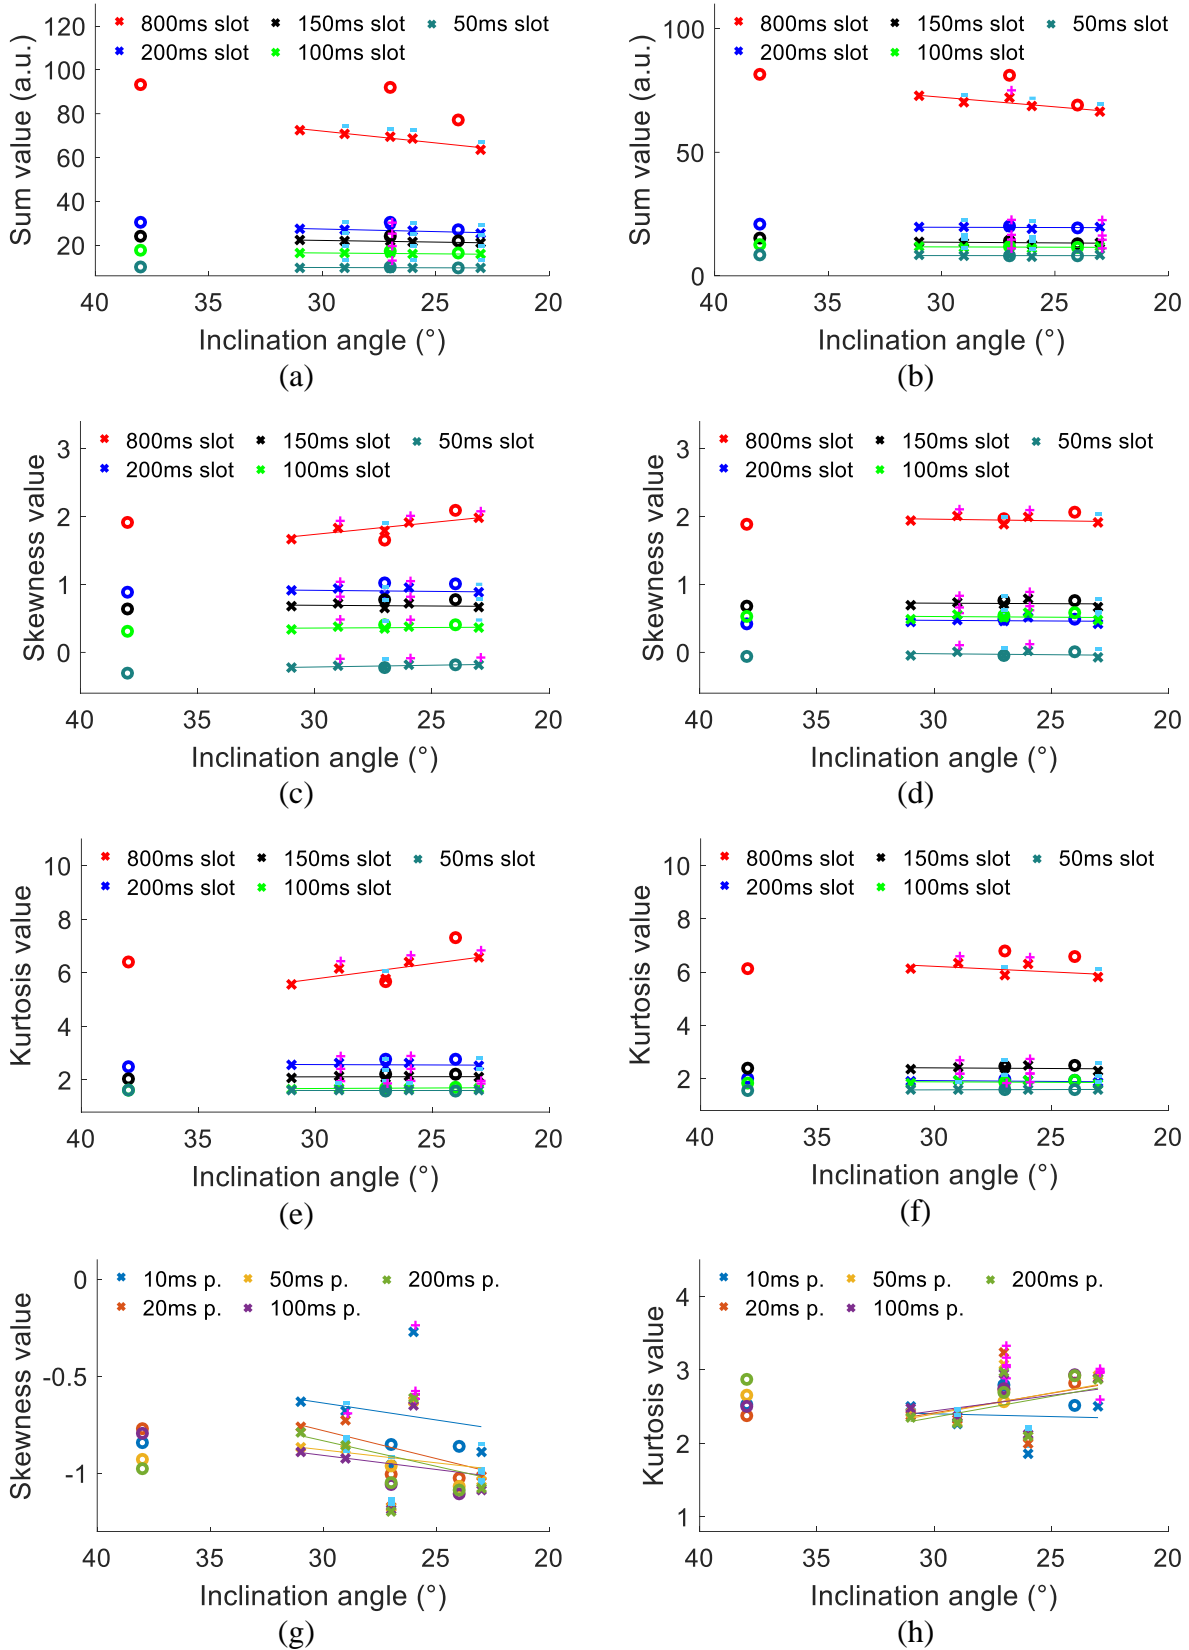 800ms slot 150ms slot 50ms slot
200ms slot 100ms slot
Sum value (a.u.)
120
100
80
60
40
20
40 35 30 25 20
Inclination angle (°)
(a)
800ms slot 150ms slot 50ms slot
200ms slot 100ms slot
Sum value (a.u.)
100
50
0
40 35 30 25 20
Inclination angle (°)
(b)
800ms slot 150ms slot 50ms slot
200ms slot 100ms slot
Skewness value
3
2
1
0
40 35 30 25 20
Inclination angle (°)
(c)
800ms slot 150ms slot 50ms slot
200ms slot 100ms slot
Skewness value
3
2
1
0
40 35 30 25 20
Inclination angle (°)
(d)
800ms slot 150ms slot 50ms slot
200ms slot 100ms slot
Kurtosis value
10
8
6
4
2
40 35 30 25 20
Inclination angle (°)
(e)
800ms slot 150ms slot 50ms slot
200ms slot 100ms slot
Kurtosis value
10
8
6
4
2
40 35 30 25 20
Inclination angle (°)
(f)
10ms p. 50ms p. 200ms p.
20ms p. 100ms p.
Skewness value
0
-0.5
-1
40 35 30 25 20
Inclination angle (°)
(g)
10ms p. 50ms p. 200ms p.
20ms p. 100ms p.
Kurtosis value
4
3
2
1
40 35 30 25 20
Inclination angle (°)
(h)